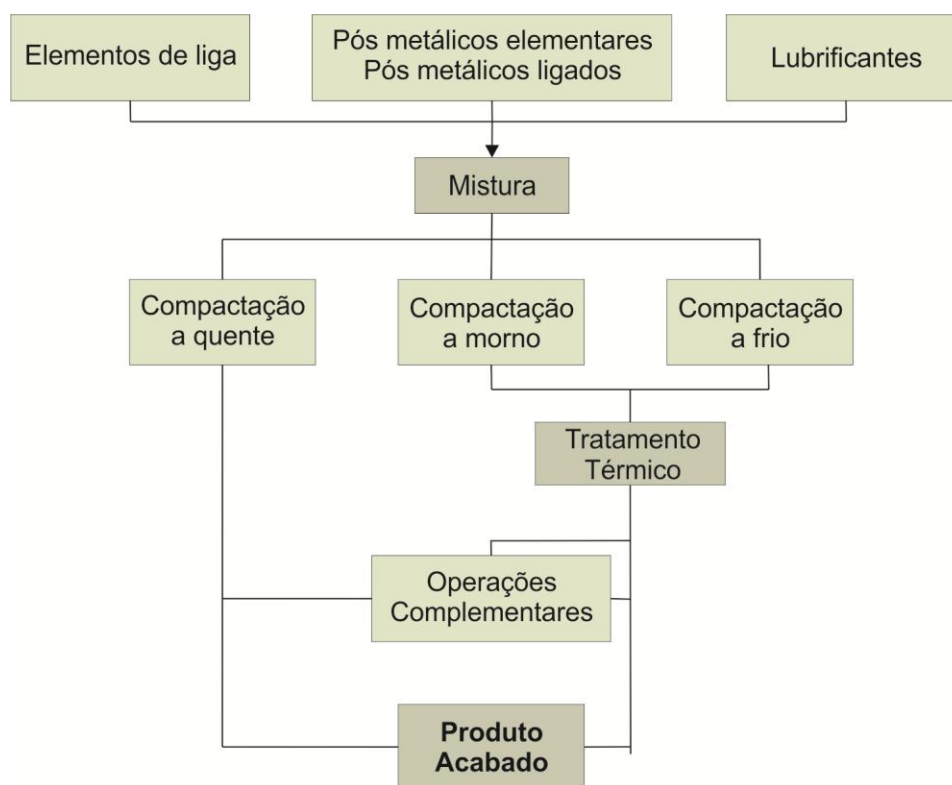 Elementos de liga
Pós metálicos elementares
Pós metálicos ligados
Lubrificantes
Mistura
Compactação
a quente
Compactação
a morno
Compactação
a frio
Tratamento
Térmico
Operações
Complementares
Produto
Acabado